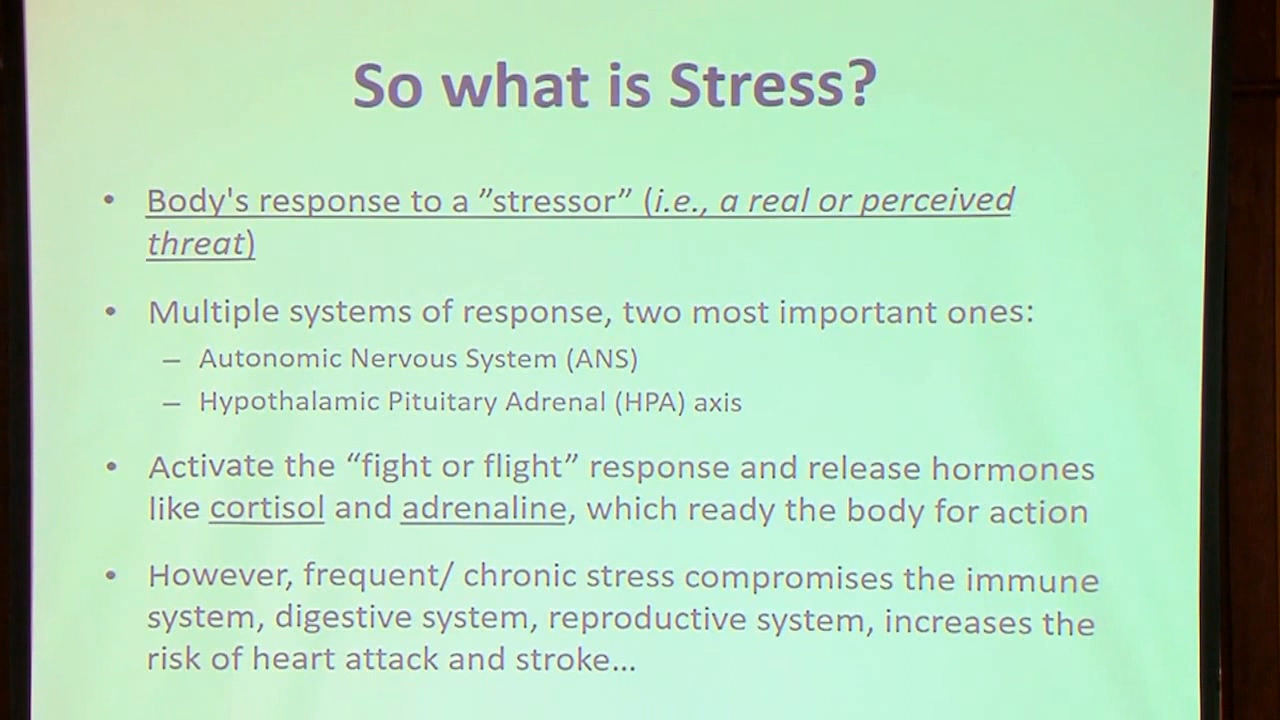 So what is Stress?
• Body's response to a ”stressor” (i.e., a real or perceived
threat)
• Multiple systems of response, two most important ones:
– Autonomic Nervous System (ANS)
– Hypothalamic Pituitary Adrenal (HPA) axis
• Activate the “fight or flight” response and release hormones
like cortisol and adrenaline, which ready the body for action
• However, frequent/ chronic stress compromises the immune
system, digestive system, reproductive system, increases the
risk of heart attack and stroke...